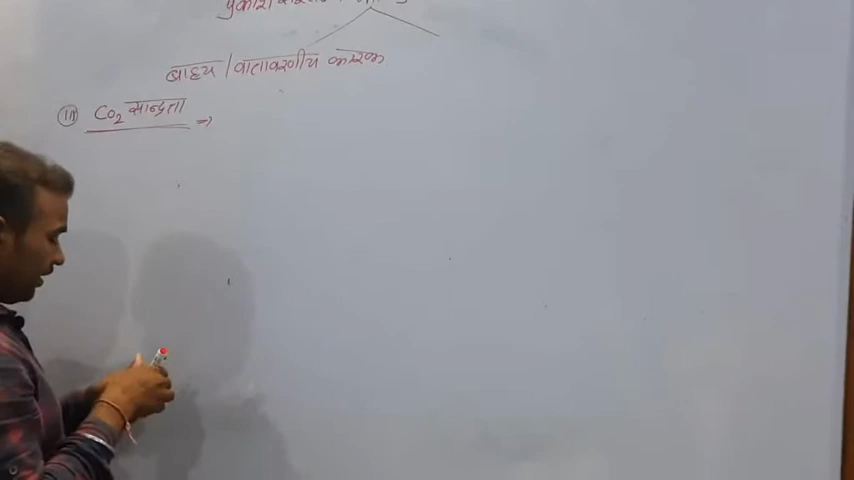 बाह्य / वातावरणीय कारक
(iii) CO₂ सान्द्रता ⇒